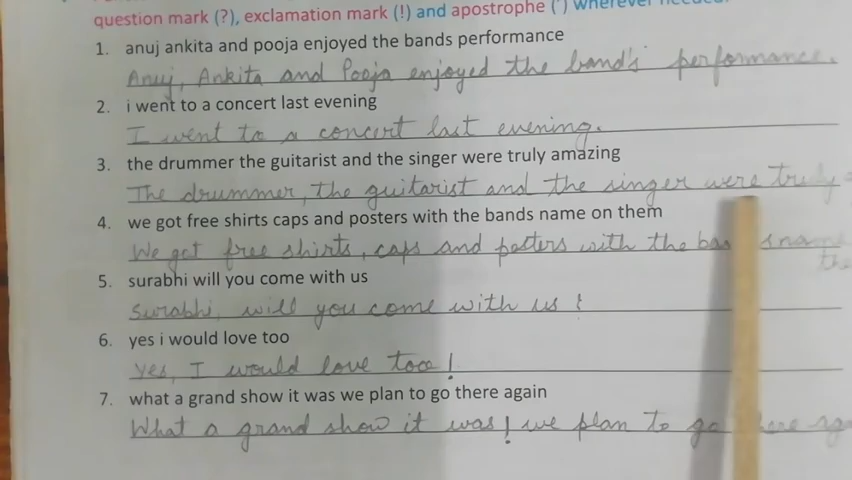 question mark (?), exclamation mark (!) and apostrophe (') wherever needed
1. anuj ankita and pooja enjoyed the bands performance
Anuj, Ankita and Pooja enjoyed the band's performance.
2. i went to a concert last evening
I went to a concert last evening.
3. the drummer the guitarist and the singer were truly amazing
The drummer, the guitarist and the singer were truly
4. we got free shirts caps and posters with the bands name on them
We got free shirts, caps and posters with the
5. surabhi will you come with us
Surabhi, will you come with us !
6. yes i would love too
Yes, I would love too!
7. what a grand show it was we plan to go there again
What a grand show it was! we plan to go